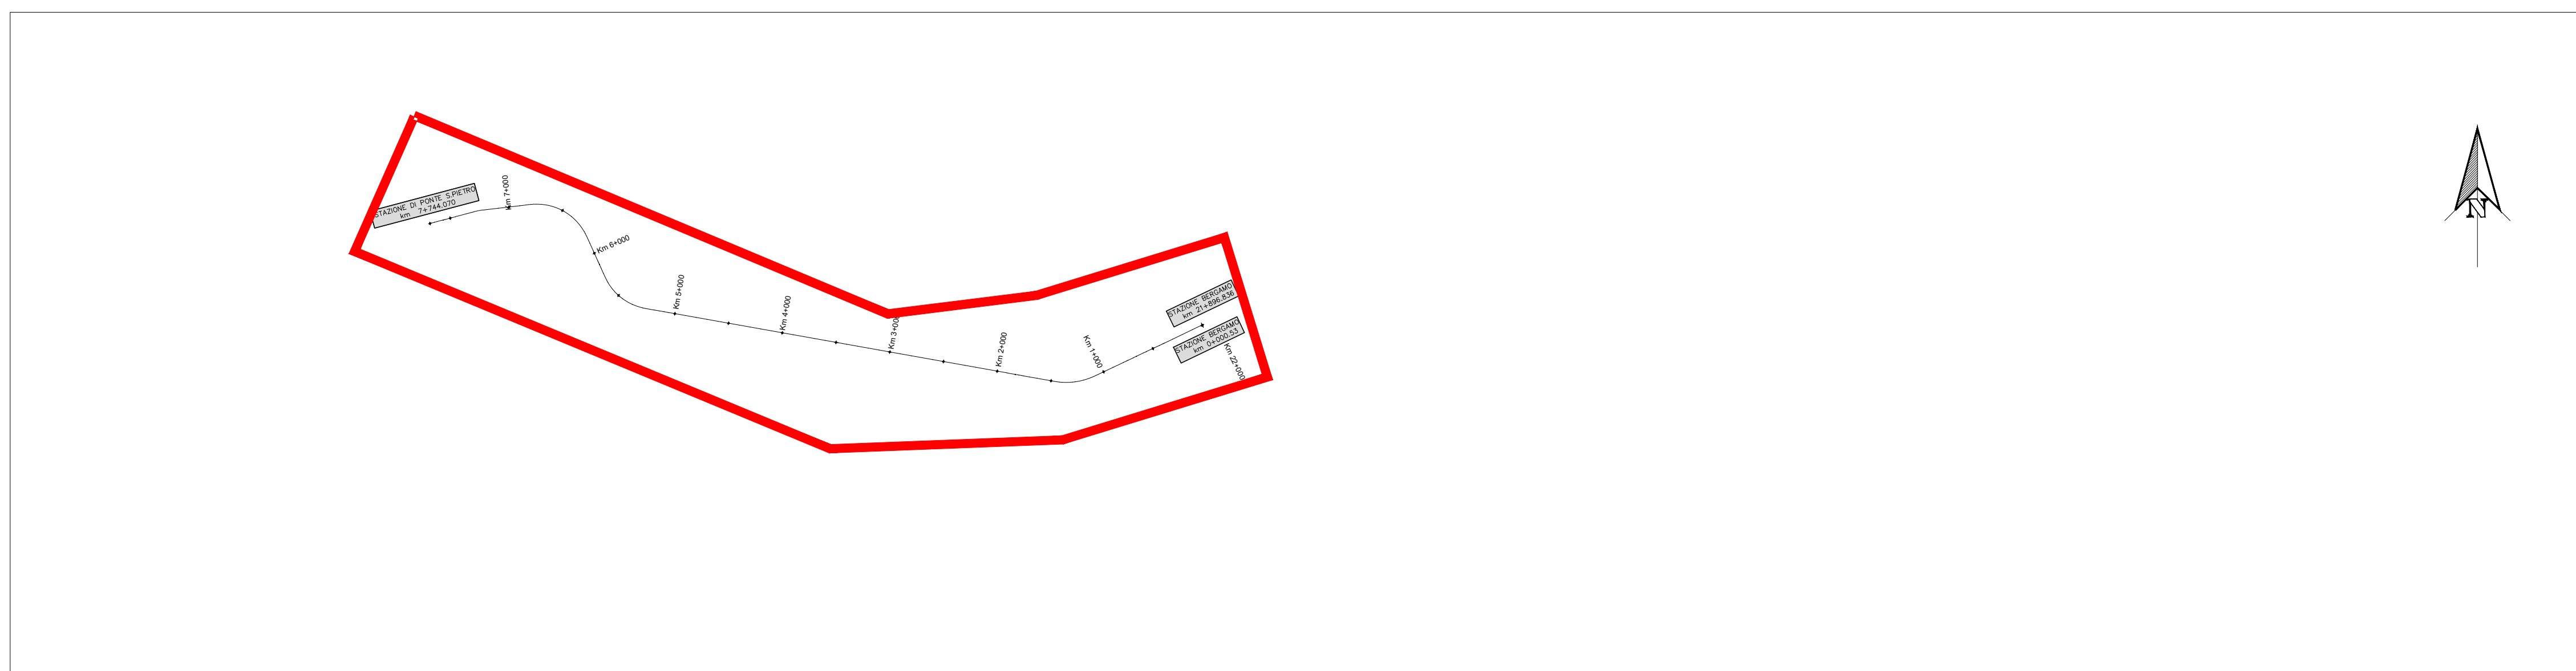 STAZIONE DI PONTE S.PIETRO
km 7+744.070
Km 7+000
Km 6+000
Km 5+000
Km 4+000
Km 3+000
Km 2+000
Km 1+000
STAZIONE BERGAMO
km 21+896.836
STAZIONE BERGAMO
km 0+000.53
Km 22+000
N